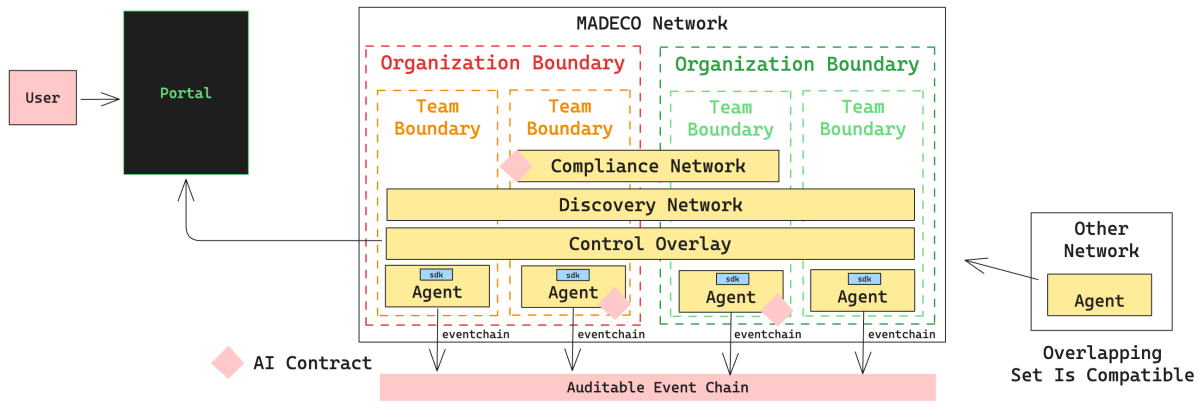 MADECO Network
Organization Boundary
Organization Boundary
User
Portal
Team
Boundary
Team
Boundary
Team
Boundary
Team
Boundary
Compliance Network
Discovery Network
Control Overlay
sdk
Agent
sdk
Agent
sdk
Agent
sdk
Agent
Other
Network
Agent
eventchain
eventchain
eventchain
eventchain
AI Contract
Auditable Event Chain
Overlapping
Set Is Compatible